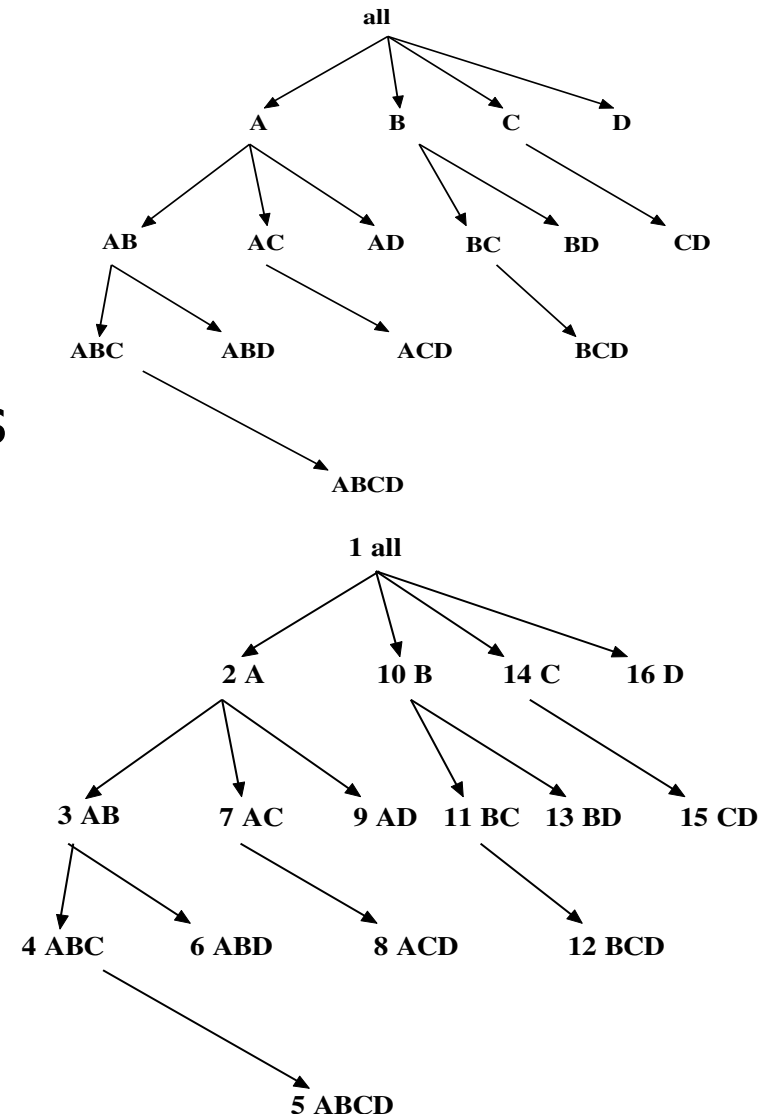 all
A B C D
AB AC AD BC BD CD
ABC ABD ACD BCD
s
ABCD
1 all
2 A 10 B 14 C 16 D
3 AB 7 AC 9 AD 11 BC 13 BD 15 CD
4 ABC 6 ABD 8 ACD 12 BCD
5 ABCD